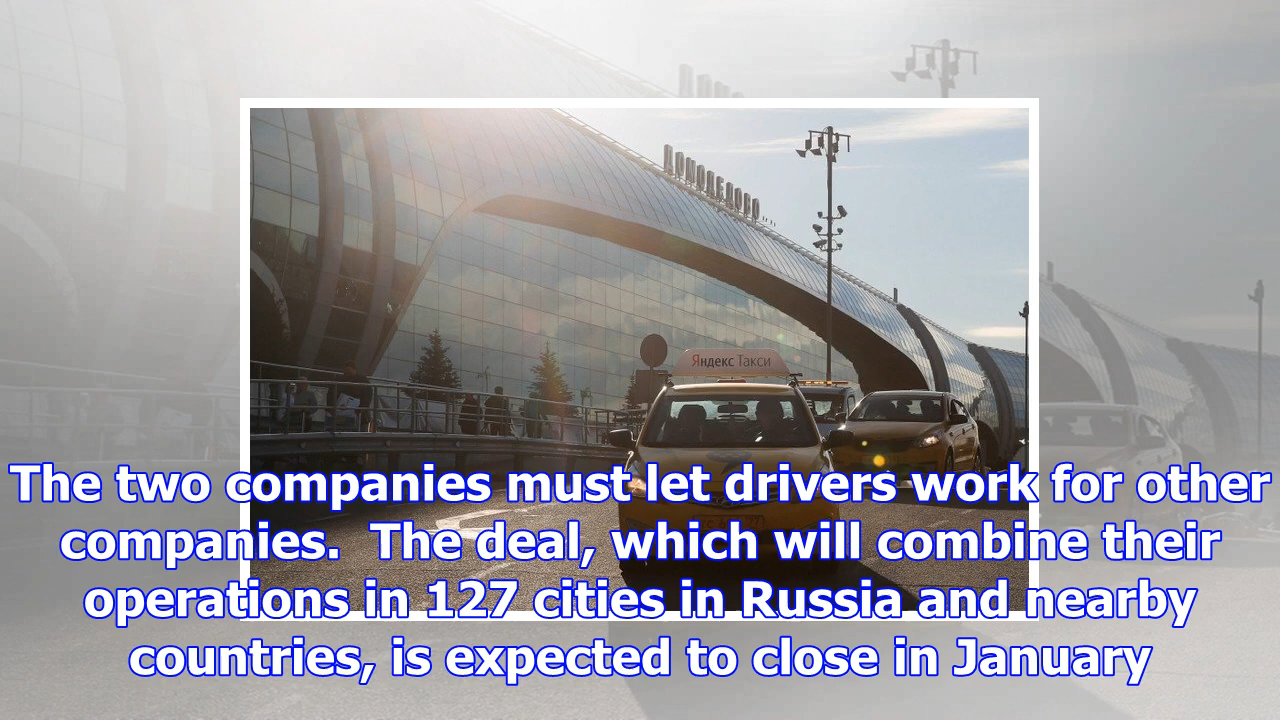 ДОМОДЕДОВО
Яндекс Такси
The two companies must let drivers work for other
companies.  The deal, which will combine their
operations in 127 cities in Russia and nearby
countries, is expected to close in January